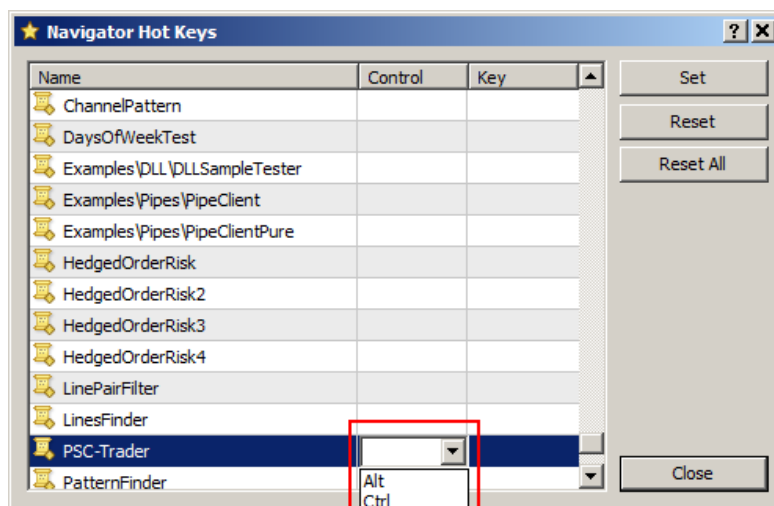 Navigator Hot Keys
Name Control Key
ChannelPattern
DaysOfWeekTest
Examples\DLL\DLLSampleTester
Examples\Pipes\PipeClient
Examples\Pipes\PipeClientPure
HedgedOrderRisk
HedgedOrderRisk2
HedgedOrderRisk3
HedgedOrderRisk4
LinePairFilter
LinesFinder
PSC-Trader
PatternFinder
Alt
Ctrl
Set
Reset
Reset All
Close